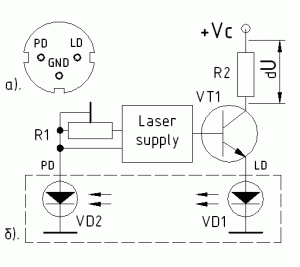 +Vc
PD LD
GND
а).
R2
dU
VT1
Laser
supply
R1
PD
LD
VD2
VD1
б).